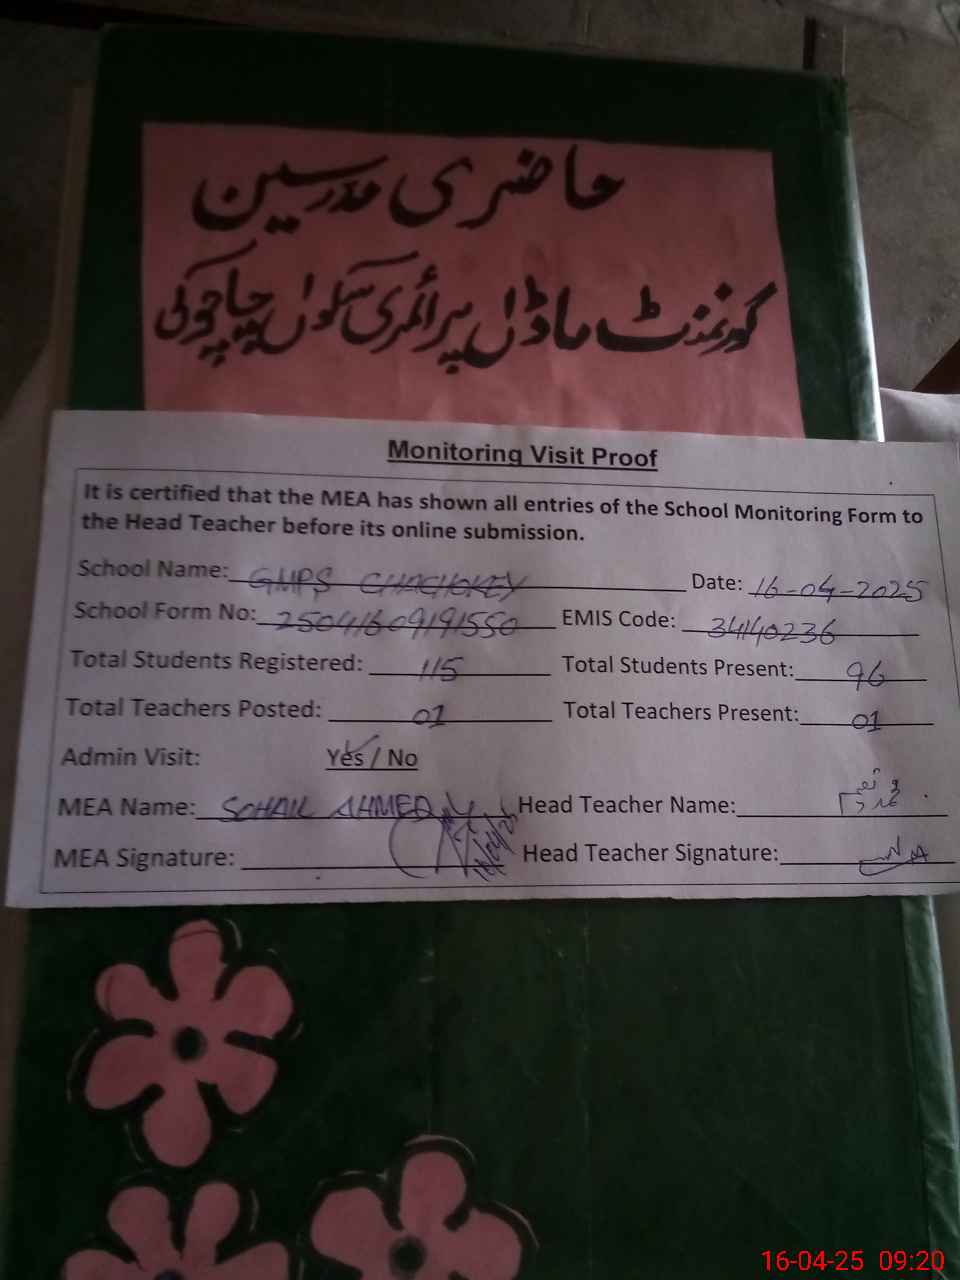 حاضری مدرسین
گورنمنٹ ماڈل پرائمری سکول چاچوکی
Monitoring Visit Proof
It is certified that the MEA has shown all entries of the School Monitoring Form to
the Head Teacher before its online submission.
School Name: GMPS CHACHOKEY Date: 16-04-2025
School Form No: 25041609191550 EMIS Code: 34140236
Total Students Registered: 115 Total Students Present: 96
Total Teachers Posted: 01 Total Teachers Present: 01
Admin Visit: Yes / No
MEA Name: SOHAIL AHMED Head Teacher Name:
MEA Signature: Head Teacher Signature:
16-04-25 09:20